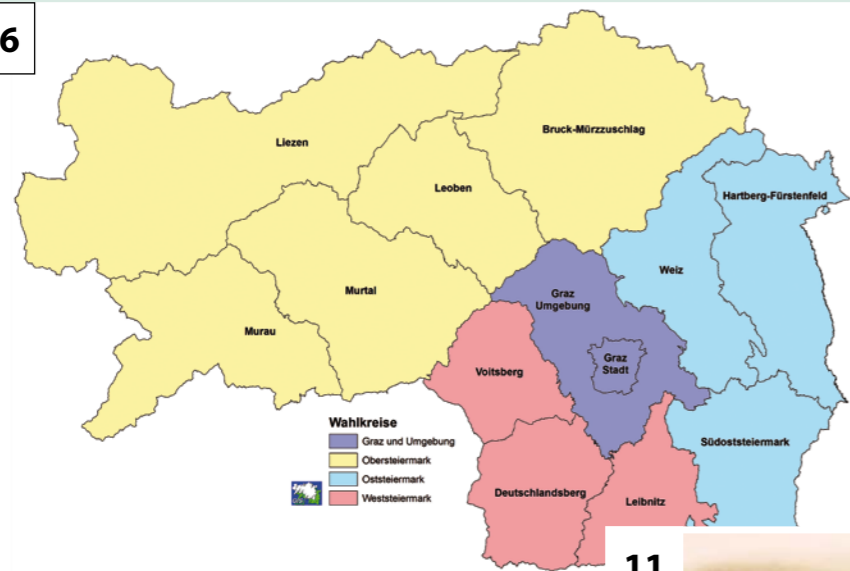 6
Liezen
Bruck-Mürzzuschlag
Leoben
Hartberg-Fürstenfeld
Weiz
Murtal
Graz
Umgebung
Murau
Voitsberg
Graz
Stadt
Wahlkreise
Graz und Umgebung
Obersteiermark
Oststeiermark
Weststeiermark
Südoststeiermark
Deutschlandsberg
Leibnitz
11